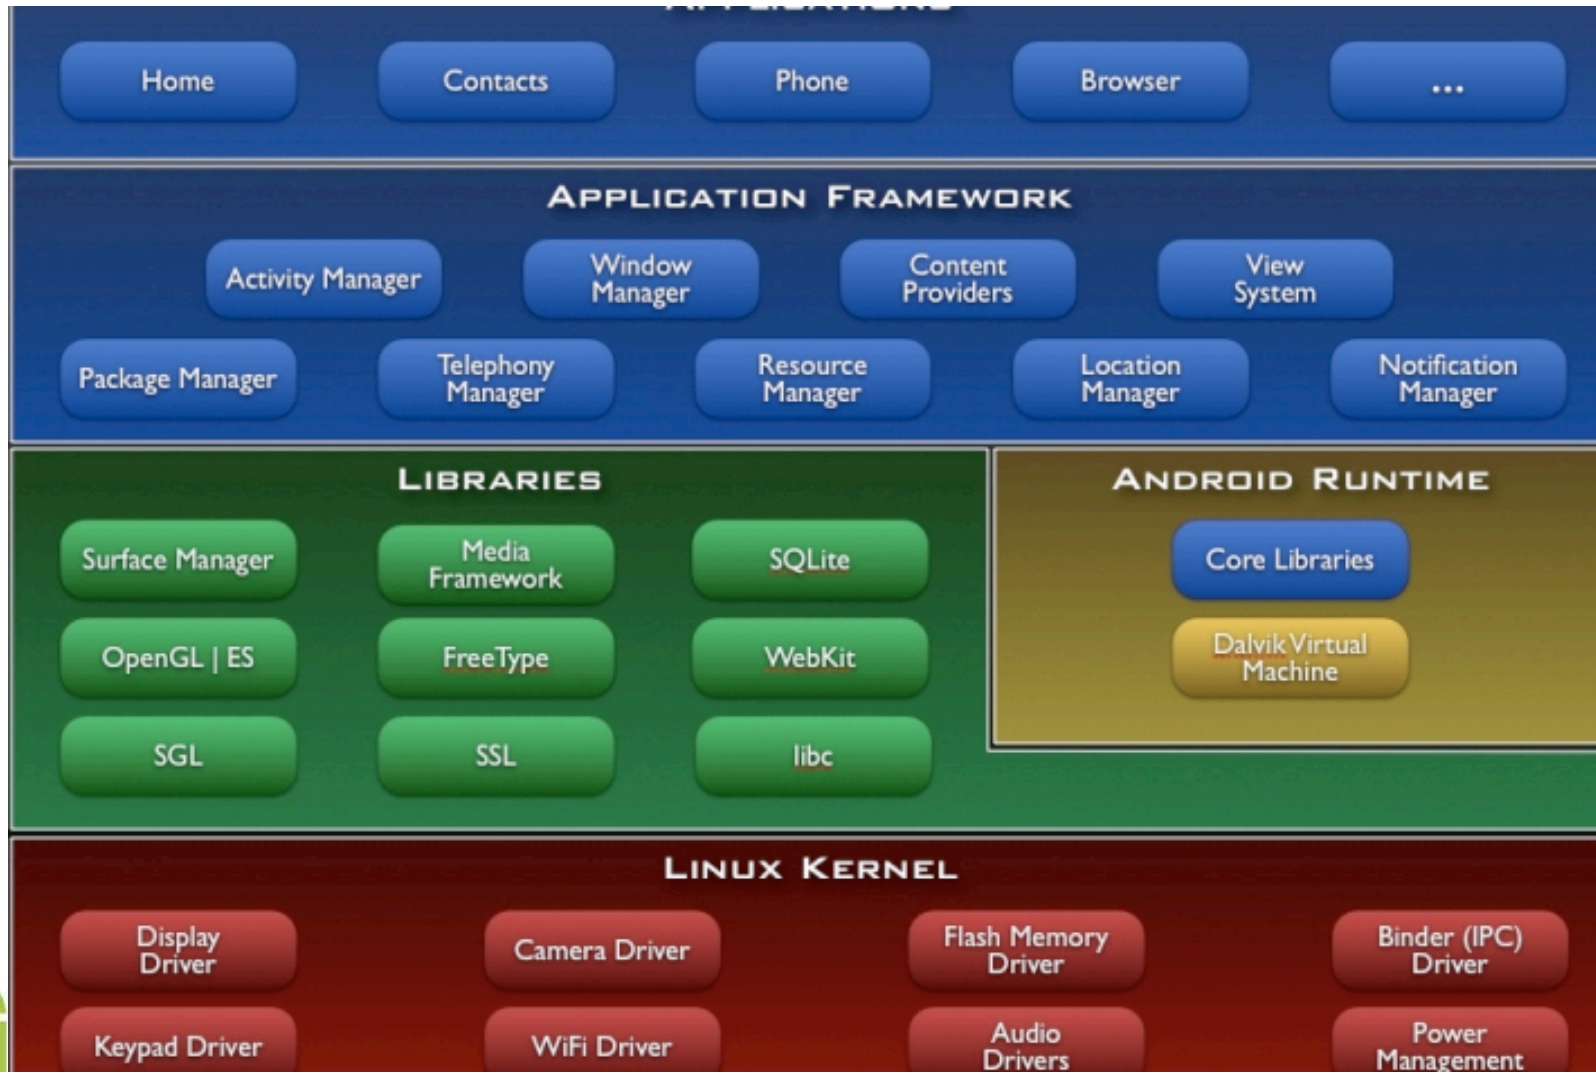 Home Contacts Phone Browser ...
APPLICATION FRAMEWORK
Activity Manager
Window
Manager
Content
Providers
View
System
Package Manager
Telephony
Manager
Resource
Manager
Location
Manager
Notification
Manager
LIBRARIES
Surface Manager
Media
Framework
SQLite
OpenGL | ES
FreeType
WebKit
SGL
SSL
libc
ANDROID RUNTIME
Core Libraries
Dalvik Virtual
Machine
LINUX KERNEL
Display
Driver
Camera Driver
Flash Memory
Driver
Binder (IPC)
Driver
Keypad Driver
WiFi Driver
Audio
Drivers
Power
Management